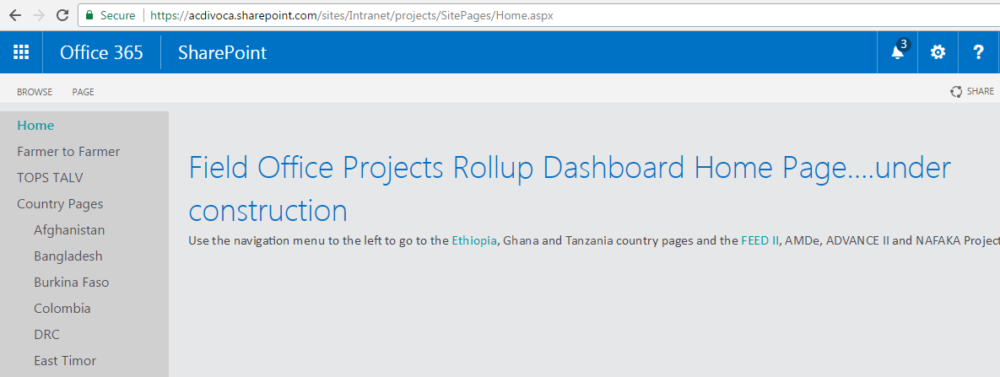 Secure https://acdivoca.sharepoint.com/sites/Intranet/projects/SitePages/Home.aspx
Office 365 SharePoint 3 ?
BROWSE PAGE SHARE
Home
Farmer to Farmer
TOPS TALV
Country Pages
Afghanistan
Bangladesh
Burkina Faso
Colombia
DRC
East Timor
Field Office Projects Rollup Dashboard Home Page....under
construction
Use the navigation menu to the left to go to the Ethiopia, Ghana and Tanzania country pages and the FEED II, AMDe, ADVANCE II and NAFAKA Project